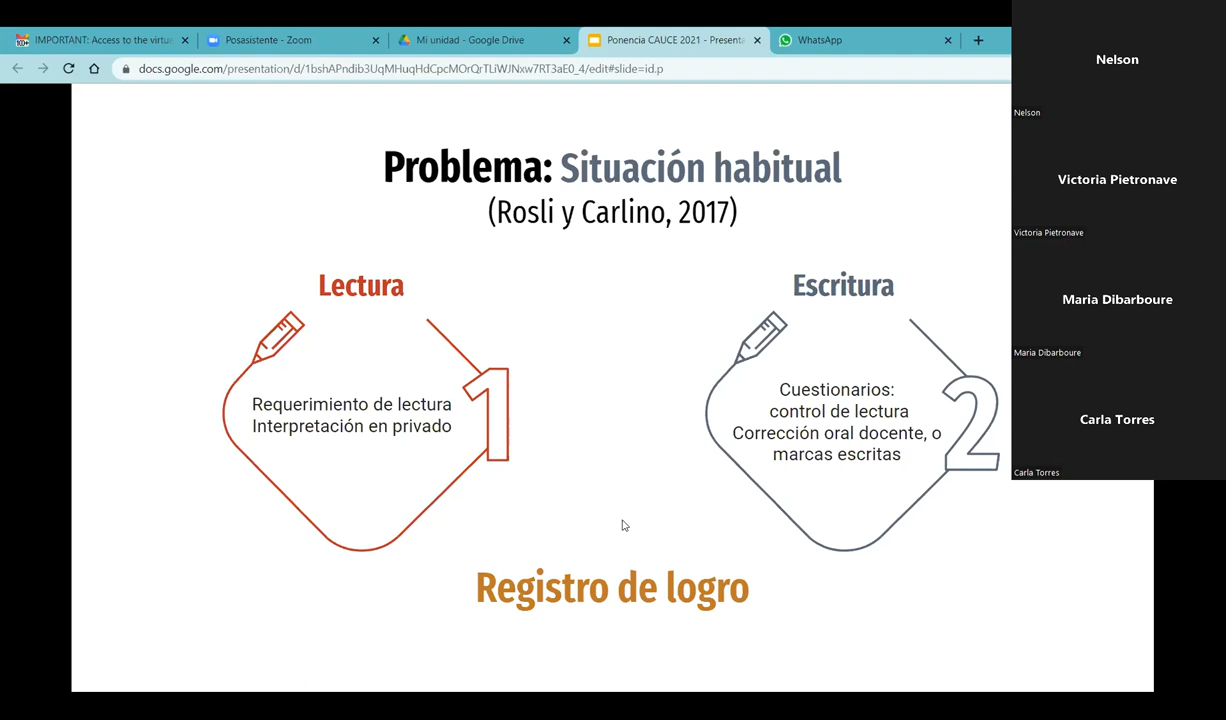 IMPORTANT: Access to the virtu
Posasistente - Zoom
Mi unidad - Google Drive
Ponencia CAUCE 2021 - Presenta
WhatsApp
docs.google.com/presentation/d/1bshAPndib3UqMHuqHdCpcMOrQrTLiWJNxw7RT3aE0_4/edit#slide=id.p
Problema: Situación habitual
(Rosli y Carlino, 2017)
Lectura
Requerimiento de lectura
Interpretación en privado
1
Escritura
Cuestionarios:
control de lectura
Corrección oral docente, o
marcas escritas
2
Registro de logro
Nelson
Nelson
Victoria Pietronave
Victoria Pietronave
Maria Dibarboure
Maria Dibarboure
Carla Torres
Carla Torres